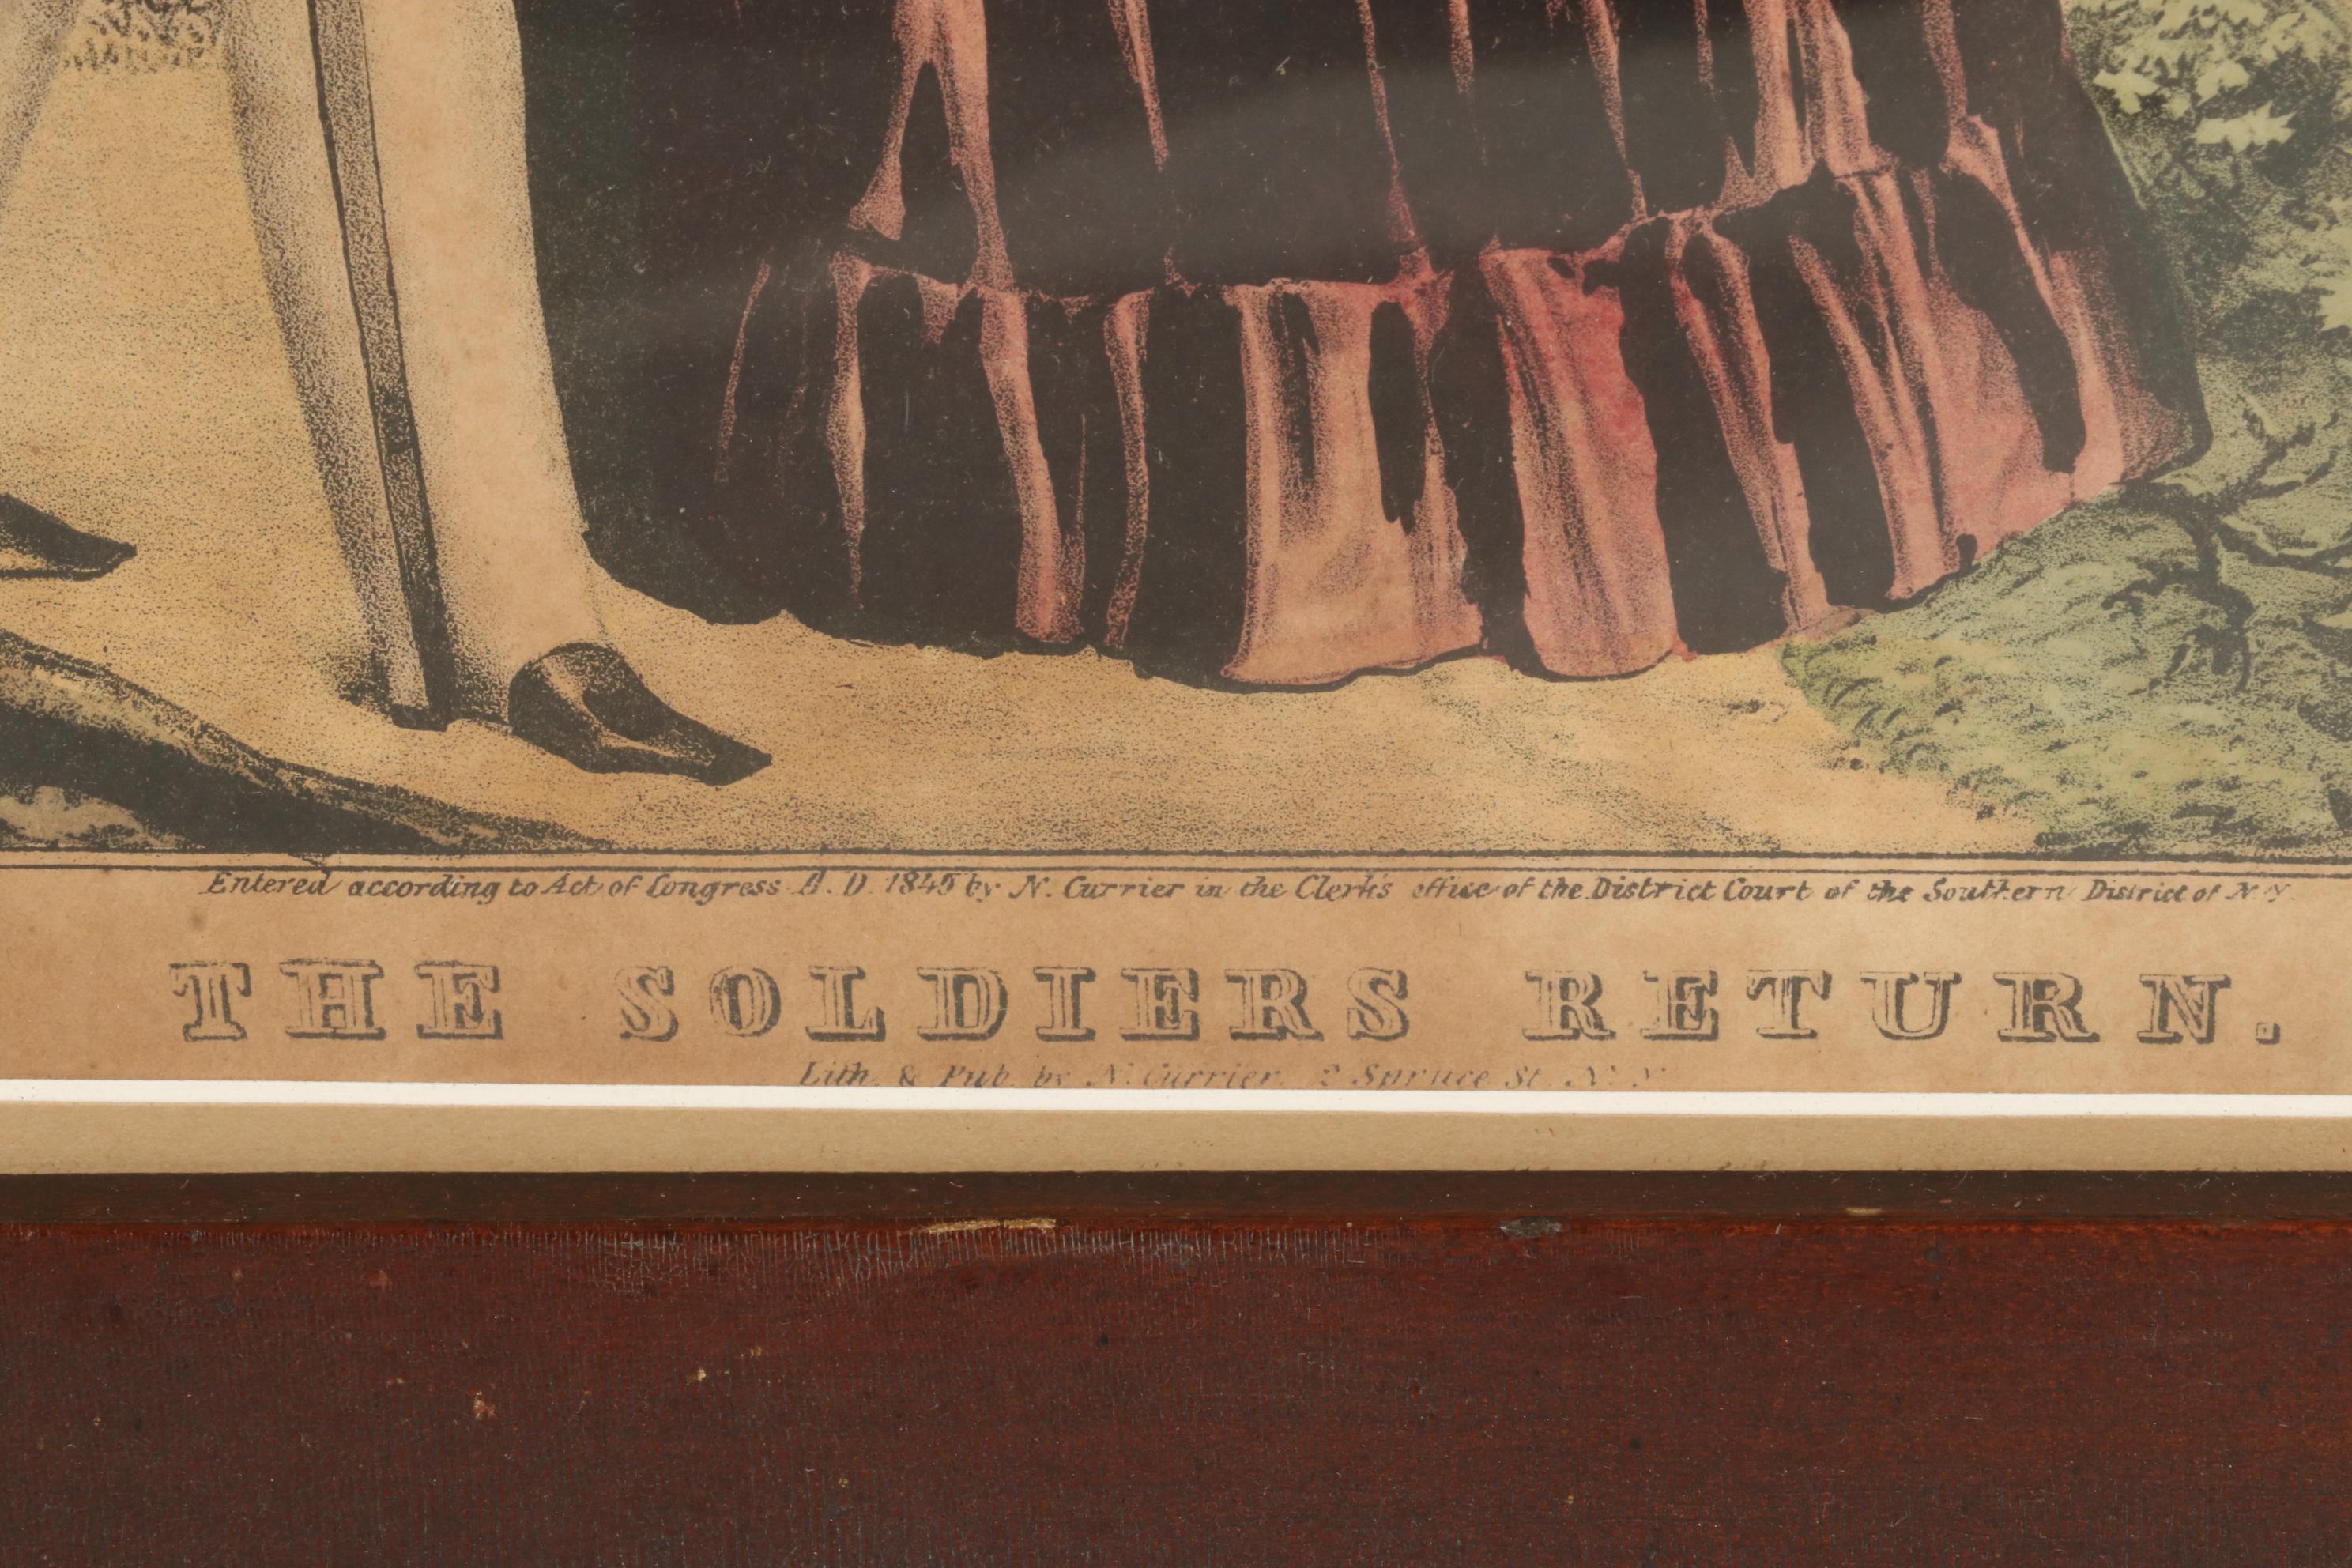 Entered according to Act of Congress A. D. 1845 by N. Currier in the Clerk's office of the District Court of the Southern District of N. Y.
THE SOLDIERS RETURN.
Lith. & Pub. by N. Currier, 2 Spruce St. N. Y.